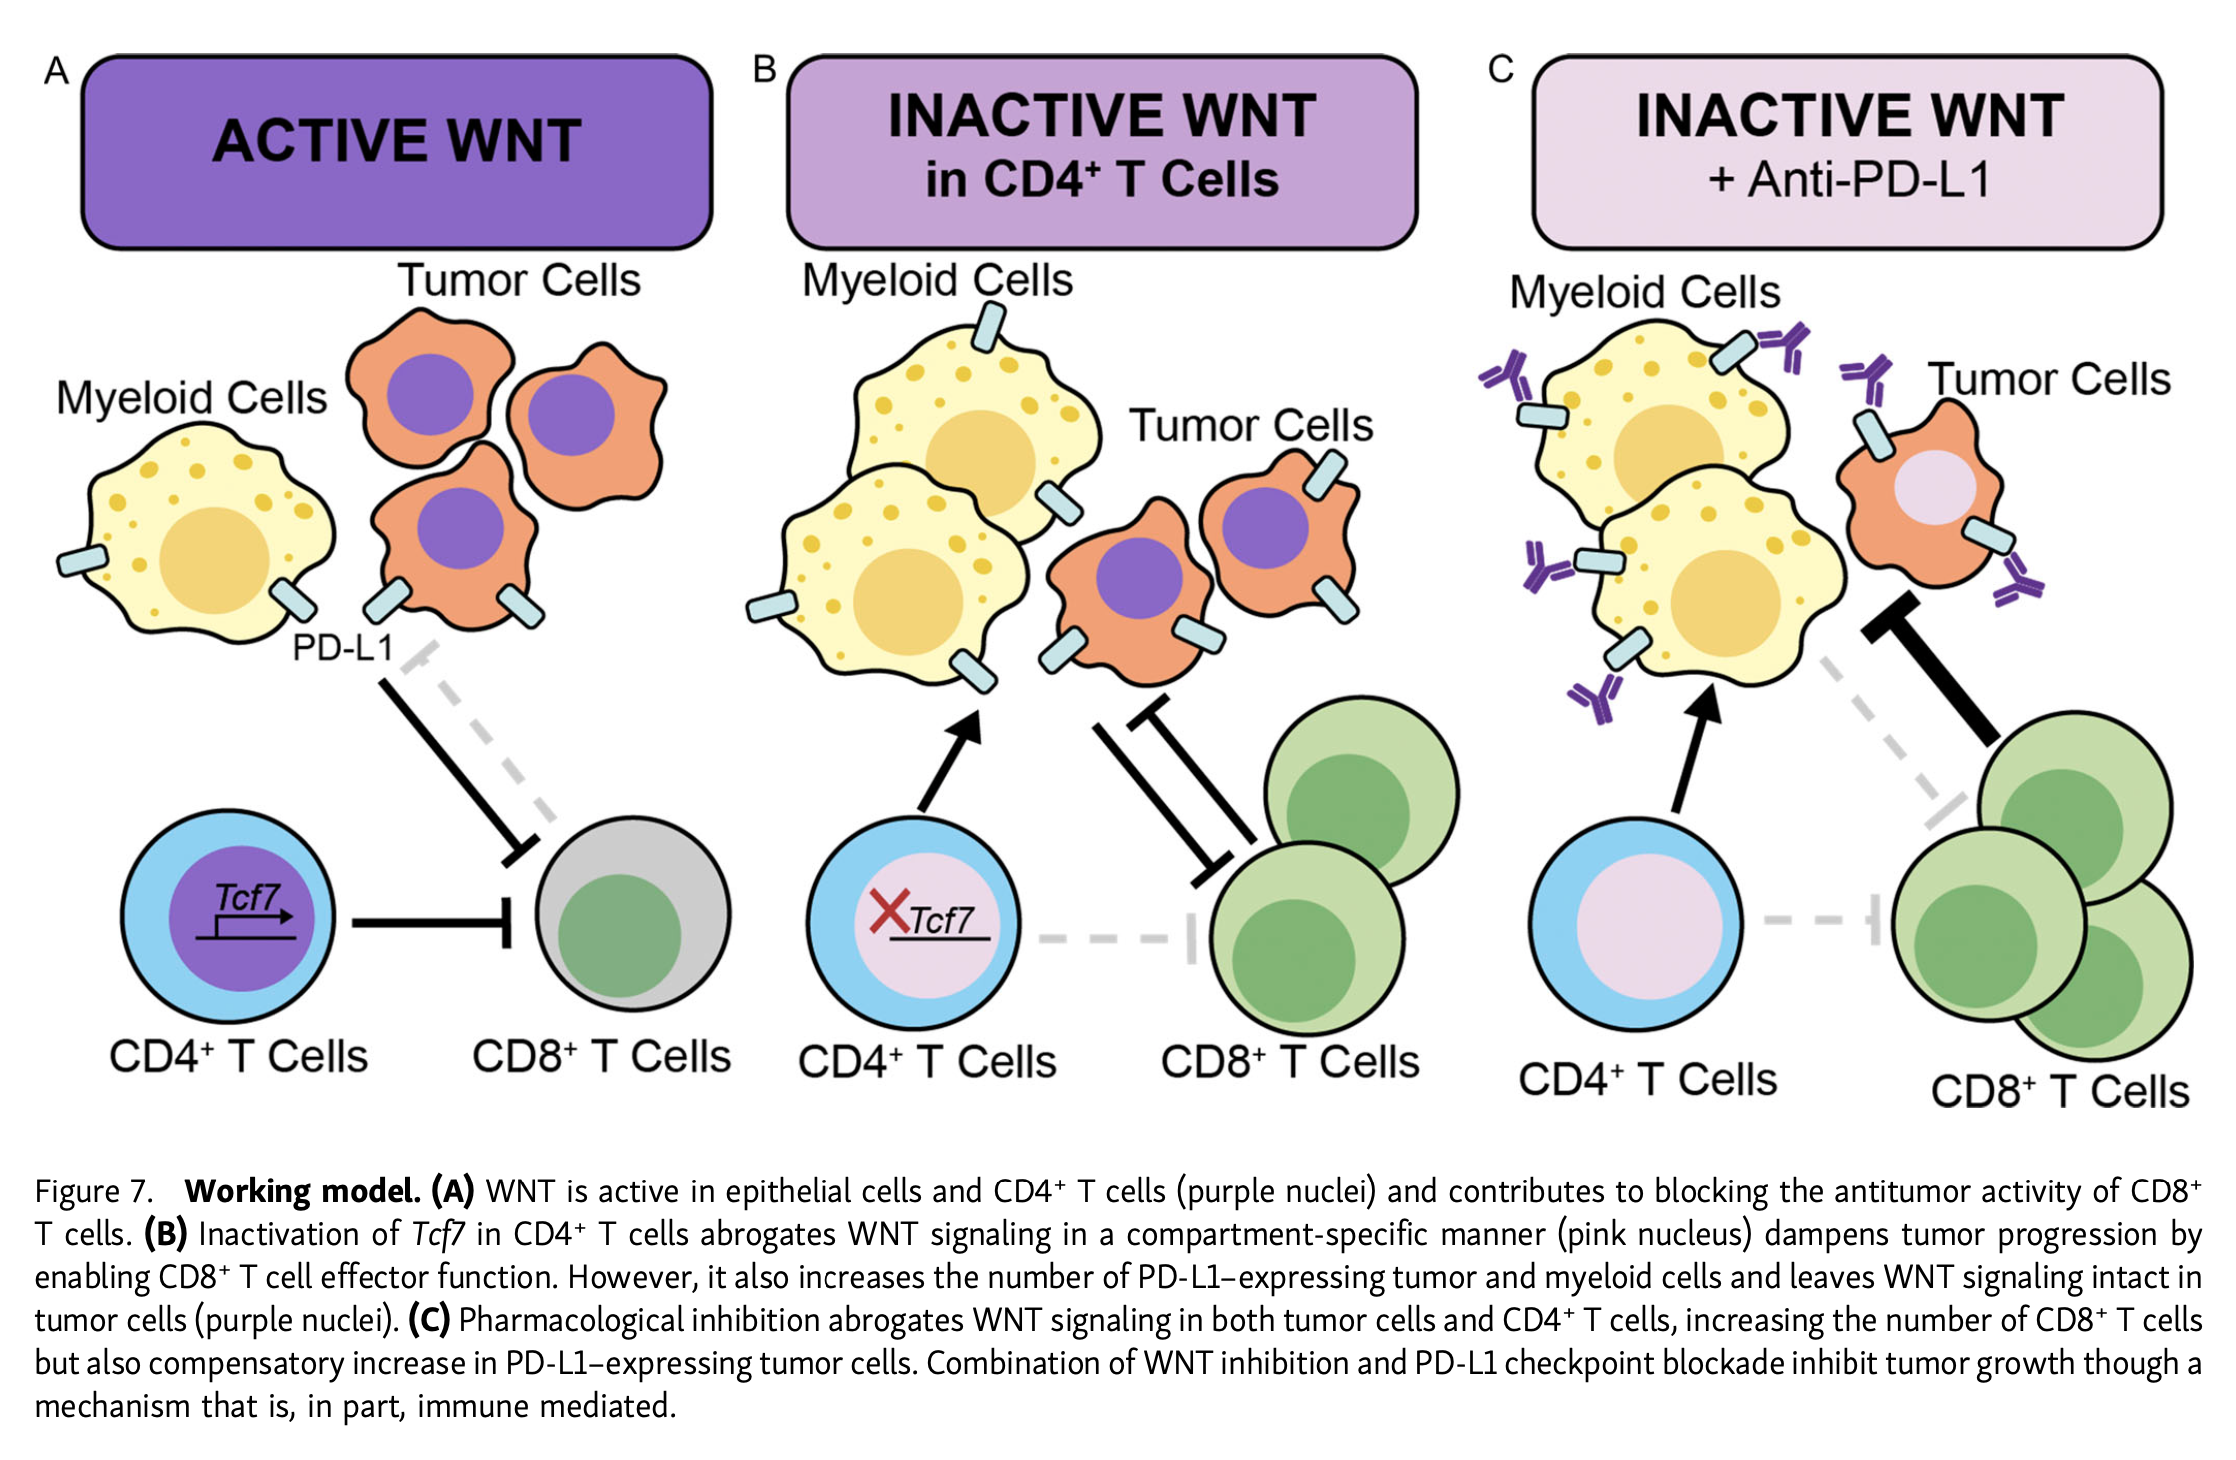 A
ACTIVE WNT
Tumor Cells
Myeloid Cells
PD-L1
Tcf7
CD4⁺ T Cells
CD8⁺ T Cells
B
INACTIVE WNT
in CD4⁺ T Cells
Myeloid Cells
Tumor Cells
Tcf7
CD4⁺ T Cells
CD8⁺ T Cells
C
INACTIVE WNT
+ Anti-PD-L1
Myeloid Cells
Tumor Cells
CD4⁺ T Cells
CD8⁺ T Cells
Figure 7. Working model. (A) WNT is active in epithelial cells and CD4⁺ T cells (purple nuclei) and contributes to blocking the antitumor activity of CD8⁺
T cells. (B) Inactivation of Tcf7 in CD4⁺ T cells abrogates WNT signaling in a compartment-specific manner (pink nucleus) dampens tumor progression by
enabling CD8⁺ T cell effector function. However, it also increases the number of PD-L1–expressing tumor and myeloid cells and leaves WNT signaling intact in
tumor cells (purple nuclei). (C) Pharmacological inhibition abrogates WNT signaling in both tumor cells and CD4⁺ T cells, increasing the number of CD8⁺ T cells
but also compensatory increase in PD-L1–expressing tumor cells. Combination of WNT inhibition and PD-L1 checkpoint blockade inhibit tumor growth though a
mechanism that is, in part, immune mediated.